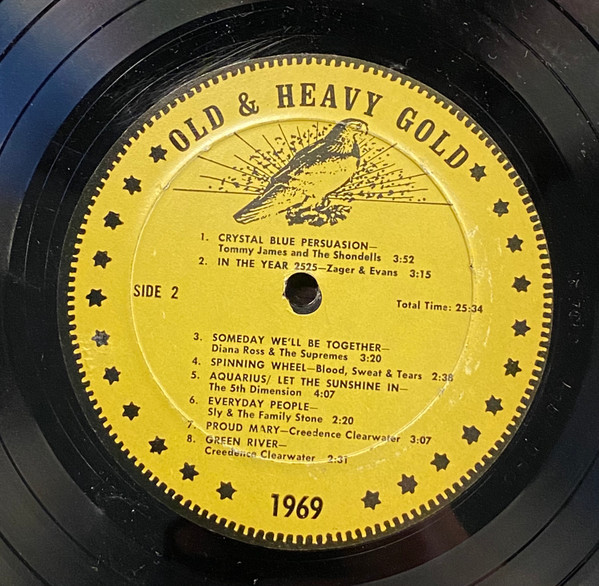 OLD & HEAVY GOLD
1. CRYSTAL BLUE PERSUASION—
Tommy James and The Shondells 3:52
2. IN THE YEAR 2525—Zager & Evans 3:15
SIDE 2
Total Time: 25:34
3. SOMEDAY WE'LL BE TOGETHER—
Diana Ross & The Supremes 3:20
4. SPINNING WHEEL—Blood, Sweat & Tears 2:38
5. AQUARIUS/ LET THE SUNSHINE IN—
The 5th Dimension 4:07
6. EVERYDAY PEOPLE—
Sly & The Family Stone 2:20
7. PROUD MARY—Creedence Clearwater 3:07
8. GREEN RIVER—
Creedence Clearwater 2:31
1969